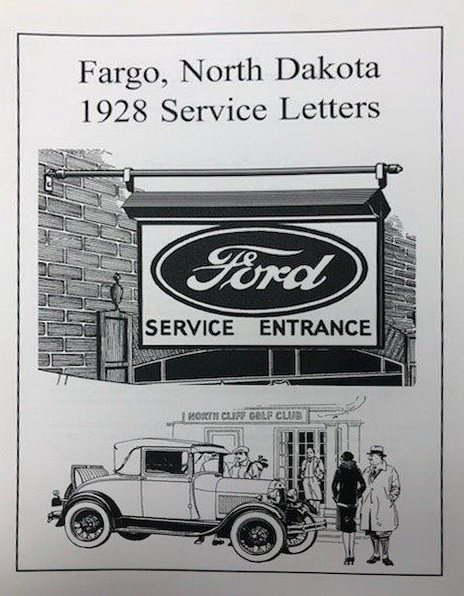 Fargo, North Dakota
1928 Service Letters
Ford
SERVICE ENTRANCE
NORTH CLIFF GOLF CLUB